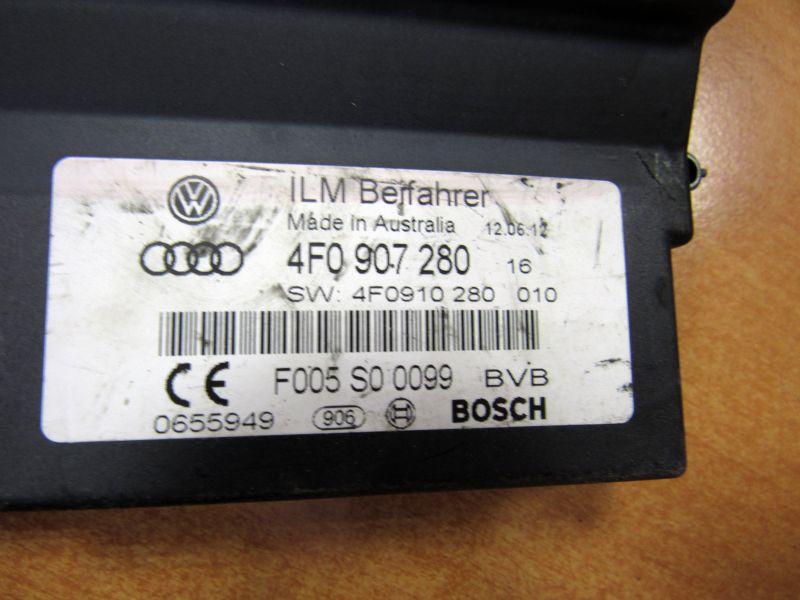 ILM Beifahrer
Made in Australia 12.06.12
4F0 907 280 16
SW: 4F0910 280 010
CE F005 S0 0099 BVB
0655949 906 BOSCH